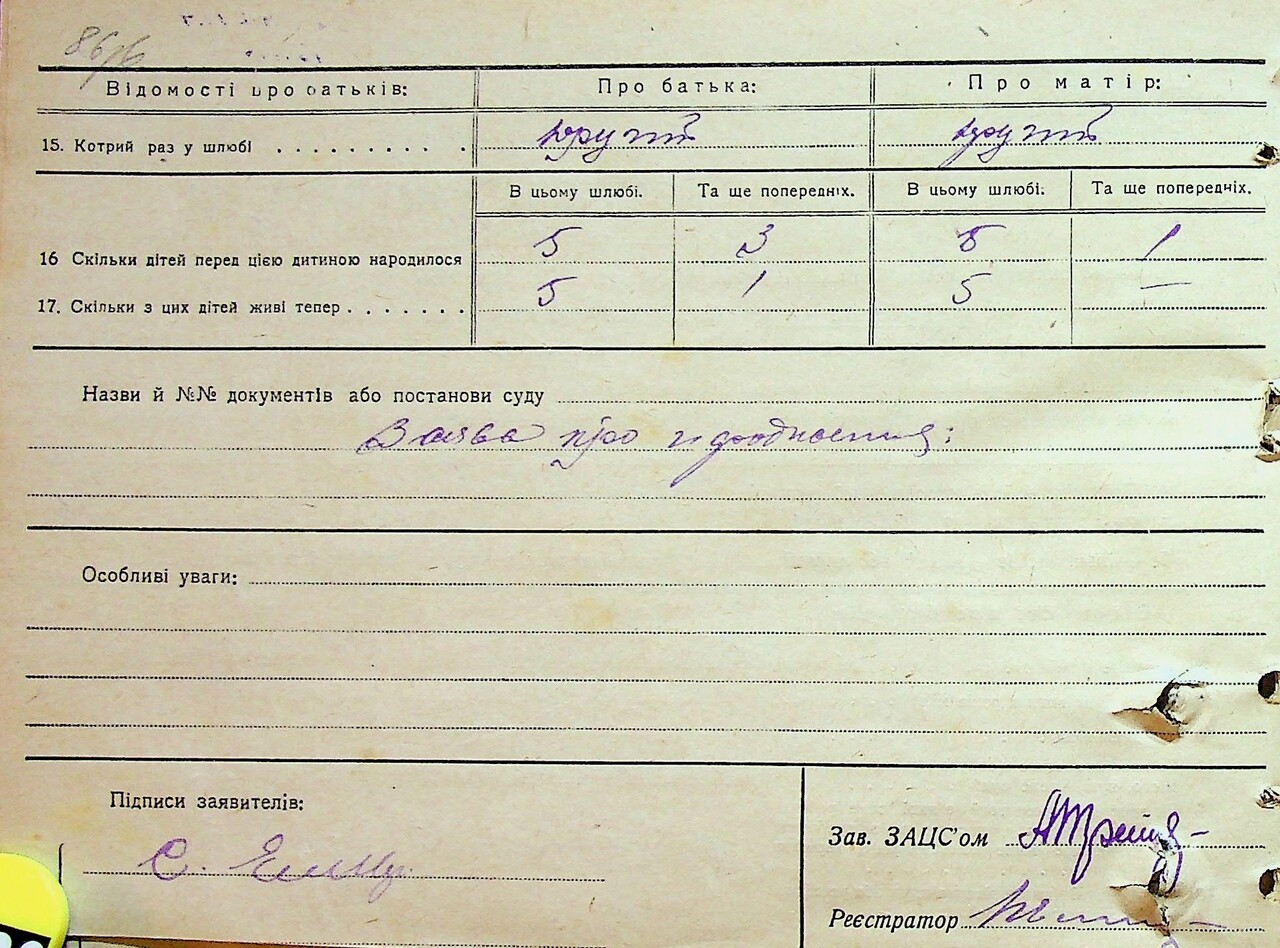 86/6
Відомості про батьків: Про батька: Про матір:
15. Котрий раз у шлюбі . . . . . . . . . . другий другий
В цьому шлюбі. Та ще попередніх. В цьому шлюбі. Та ще попередніх.
16 Скільки дітей перед цією дитиною народилося 5 3 5 1
17. Скільки з цих дітей живі тепер . . . . . . . 5 1 5 —
Назви й №№ документів або постанови суду
Заява про
Особливі уваги:
Підписи заявителів:
Зав. ЗАЦС'ом
С.
Реєстратор